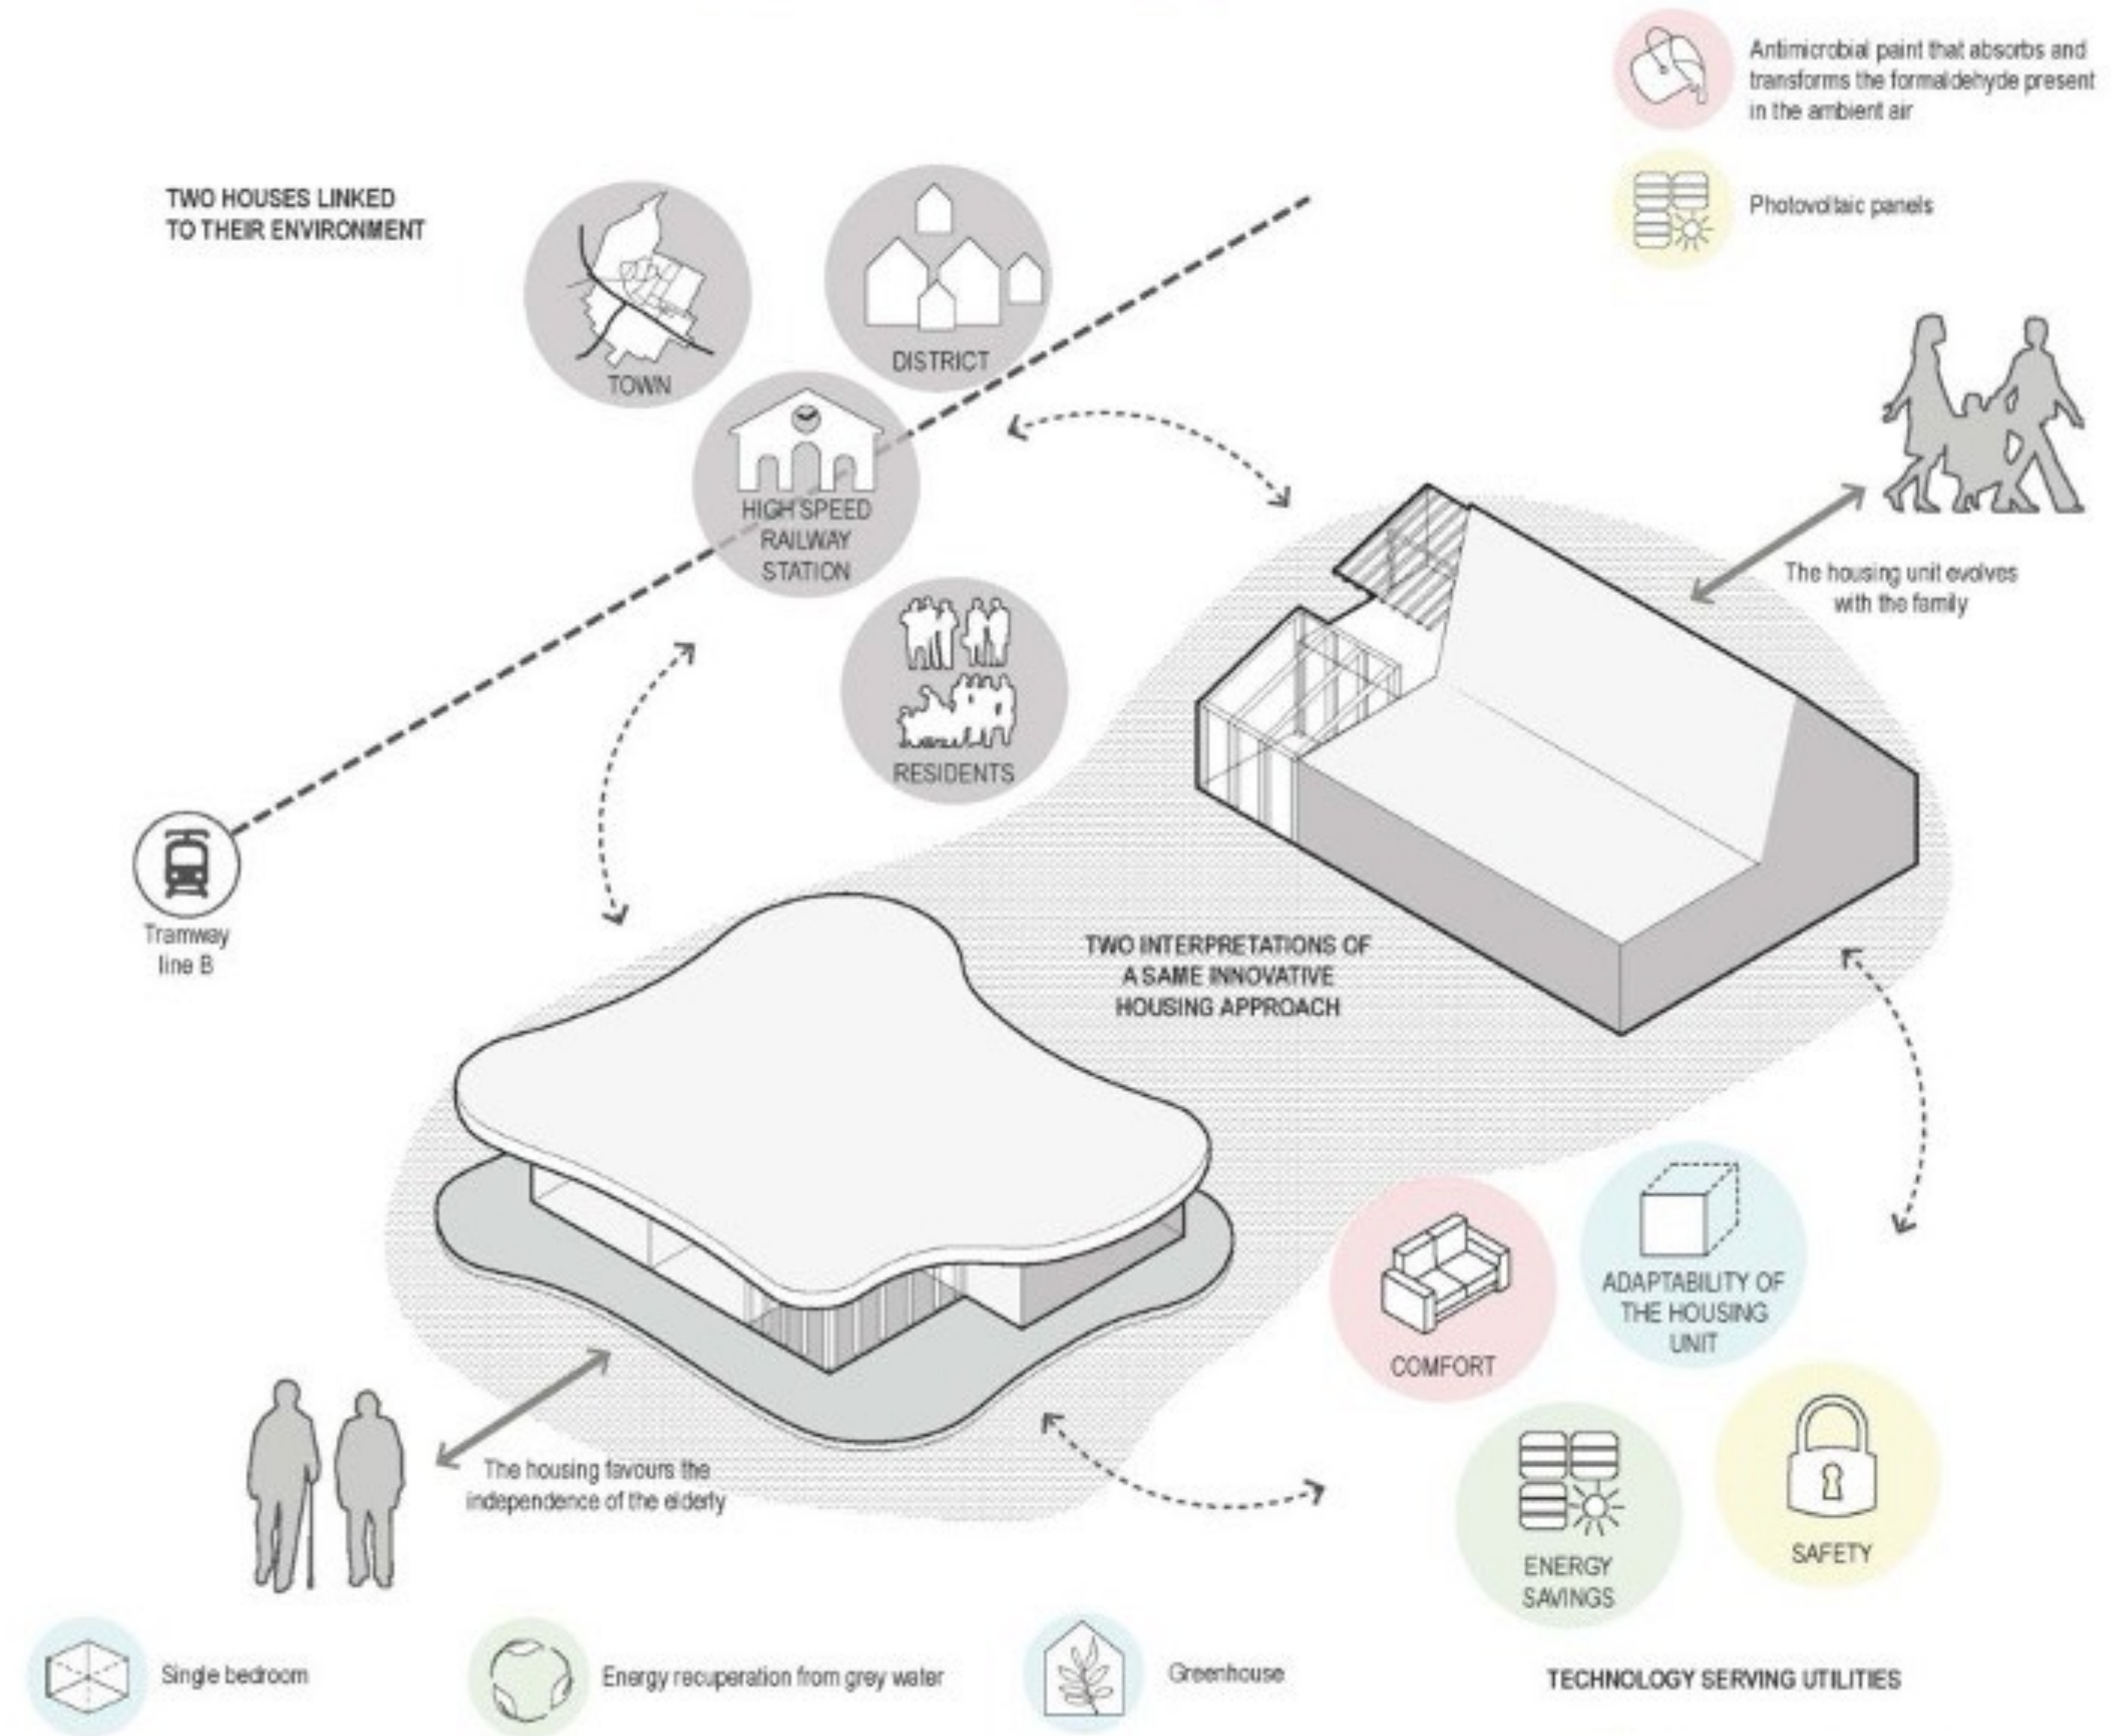 Antimicrobial paint that absorbs and
transforms the formaldehyde present
in the ambient air
Photovoltaic panels
TWO HOUSES LINKED
TO THEIR ENVIRONMENT
TOWN
DISTRICT
HIGH SPEED
RAILWAY
STATION
RESIDENTS
The housing unit evolves
with the family
Tramway
line B
TWO INTERPRETATIONS OF
A SAME INNOVATIVE
HOUSING APPROACH
COMFORT
ADAPTABILITY OF
THE HOUSING
UNIT
ENERGY
SAVINGS
SAFETY
The housing favours the
independence of the elderly
Single bedroom
Energy recuperation from grey water
Greenhouse
TECHNOLOGY SERVING UTILITIES